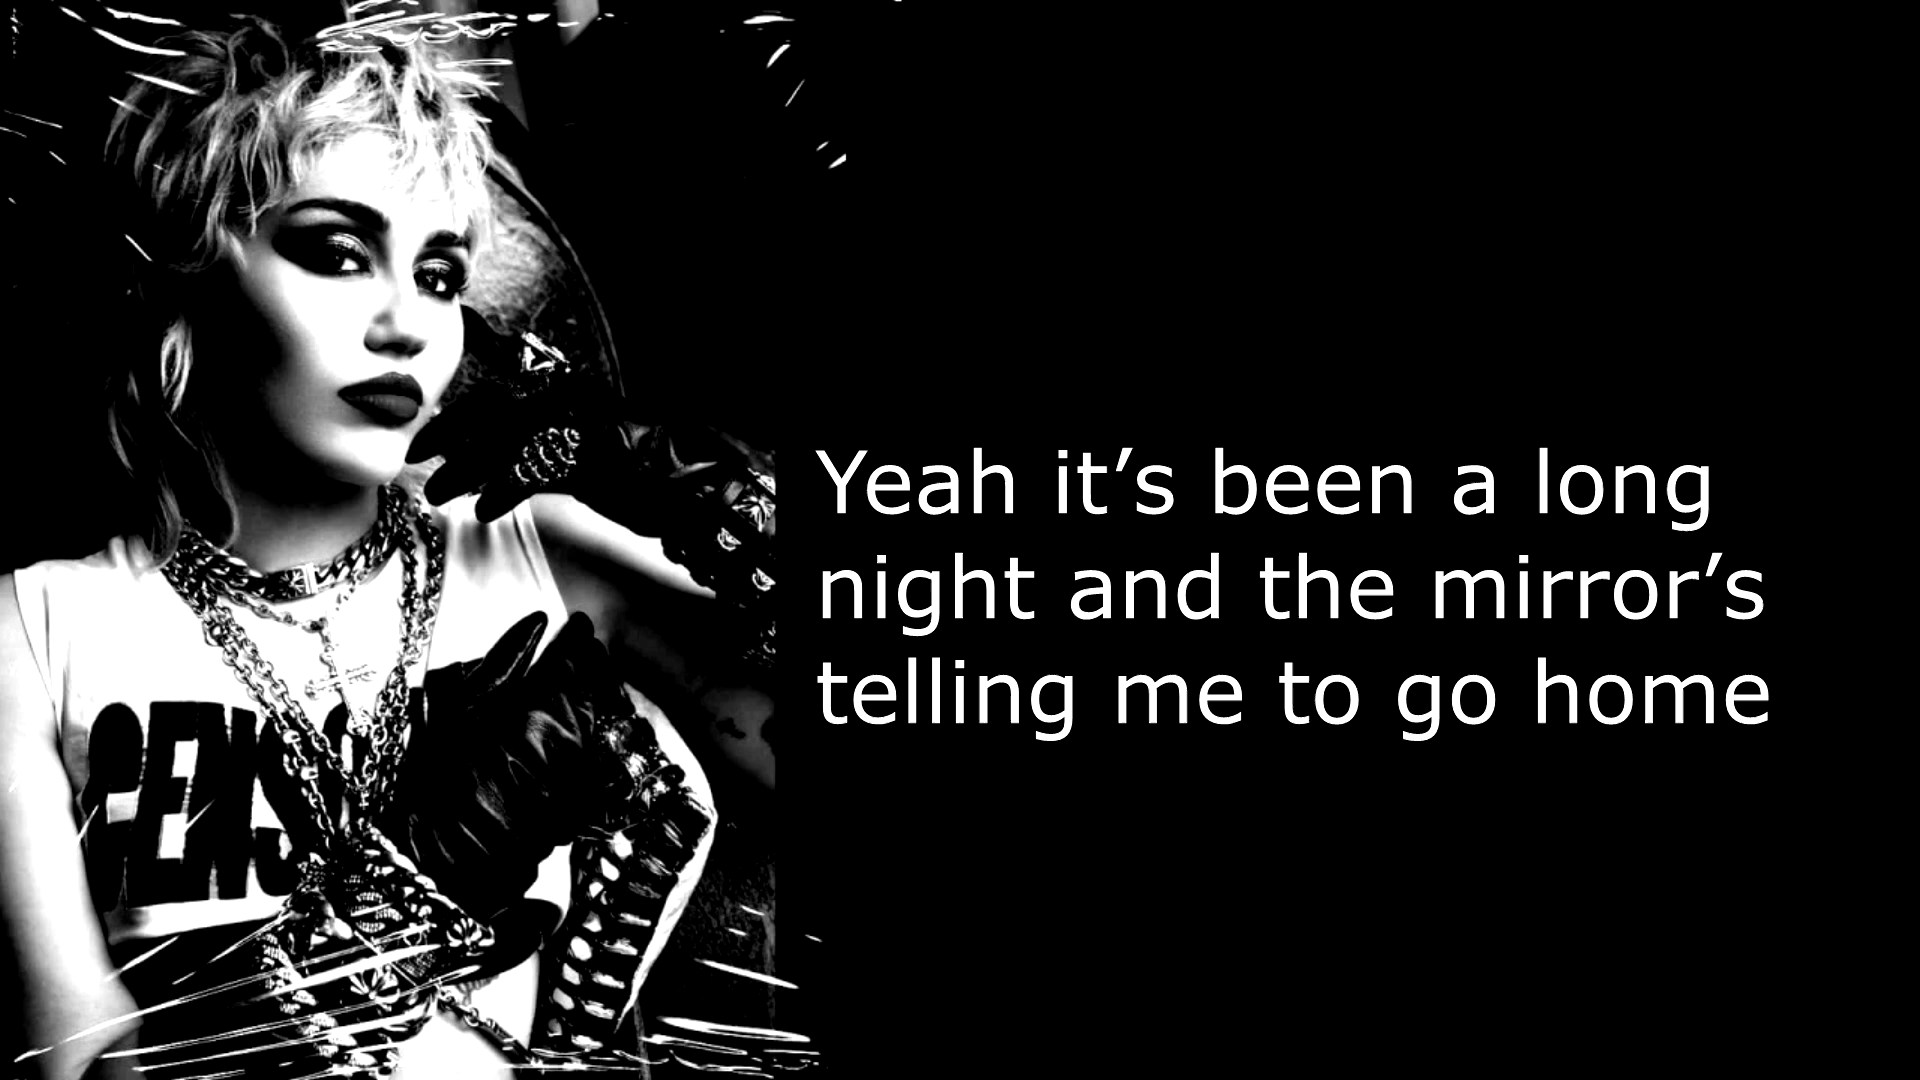 Yeah it’s been a long
night and the mirror’s
telling me to go home